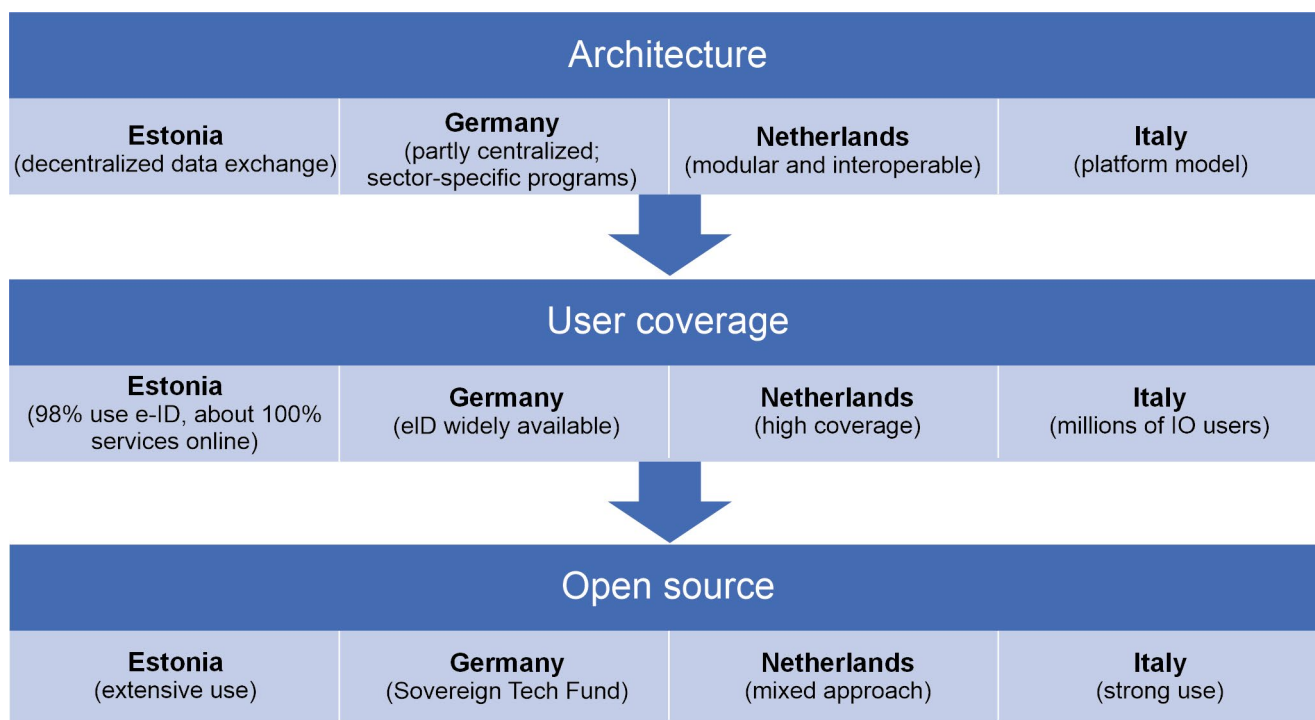 Architecture
Estonia
(decentralized data exchange)
Germany
(partly centralized;
sector-specific programs)
Netherlands
(modular and interoperable)
Italy
(platform model)
User coverage
Estonia
(98% use e-ID, about 100%
services online)
Germany
(eID widely available)
Netherlands
(high coverage)
Italy
(millions of IO users)
Open source
Estonia
(extensive use)
Germany
(Sovereign Tech Fund)
Netherlands
(mixed approach)
Italy
(strong use)